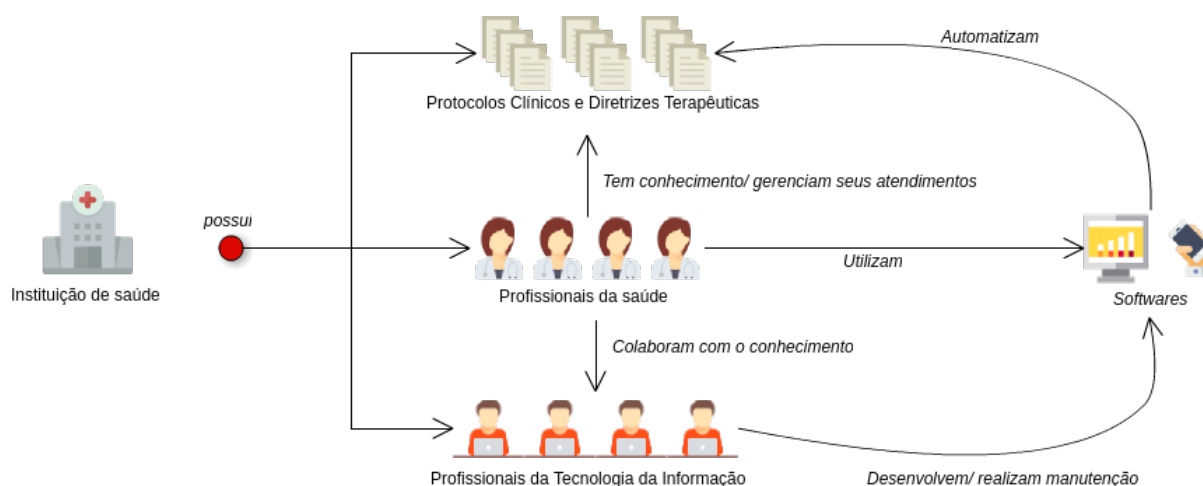 Automatizam
Protocolos Clínicos e Diretrizes Terapêuticas
Tem conhecimento/ gerenciam seus atendimentos
possui
Instituição de saúde
Profissionais da saúde
Utilizam
Softwares
Colaboram com o conhecimento
Profissionais da Tecnologia da Informação
Desenvolvem/ realizam manutenção